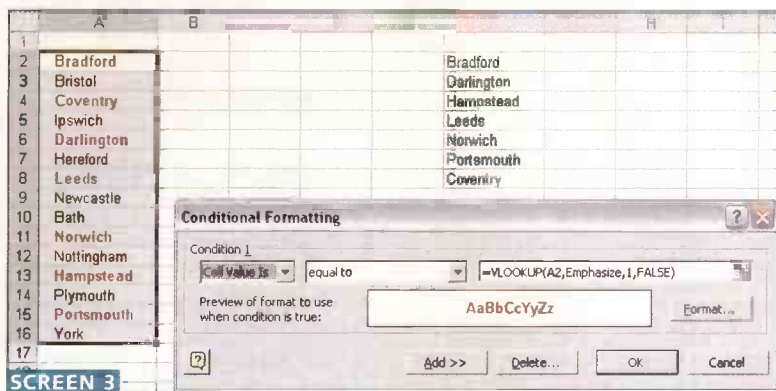 A B H
1
2 Bradford Bradford
3 Bristol Darlington
4 Coventry Hampstead
5 Ipswich Leeds
6 Darlington Norwich
7 Hereford Portsmouth
8 Leeds Coventry
9 Newcastle
10 Bath
11 Norwich
12 Nottingham
13 Hampstead
14 Plymouth
15 Portsmouth
16 York
17
Conditional Formatting ?
Condition 1
Cell Value Is equal to =VLOOKUP(A2,Emphasize,1,FALSE)
Preview of format to use
when condition is true:
AaBbCcYyZz
Format...
Add >> Delete... OK Cancel
SCREEN 3